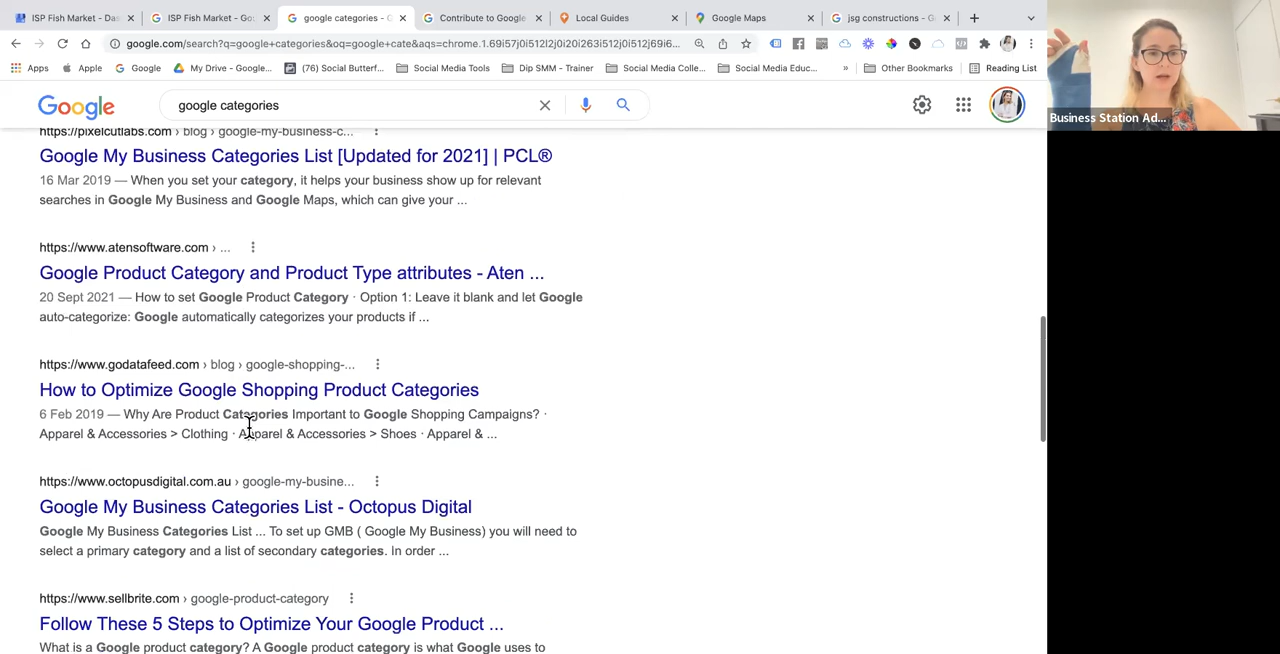 ISP Fish Market - Das
ISP Fish Market - Go
google categories - G
Contribute to Google
Local Guides
Google Maps
jsg constructions - G
google.com/search?q=google+categories&oq=google+cate&aqs=chrome.1.69i57j0i512l2j0i20i263i512j0i512j69i6...
Apps
Apple
Google
My Drive - Google...
(76) Social Butterf...
Social Media Tools
Dip SMM - Trainer
Social Media Colle...
Social Media Educ...
»
Other Bookmarks
Reading List
Business Station Ad...
Google
google categories
https://pixelcutlabs.com › blog › google-my-business-c...
Google My Business Categories List [Updated for 2021] | PCL®
16 Mar 2019 — When you set your category, it helps your business show up for relevant
searches in Google My Business and Google Maps, which can give your ...
https://www.atensoftware.com › ...
Google Product Category and Product Type attributes - Aten ...
20 Sept 2021 — How to set Google Product Category · Option 1: Leave it blank and let Google
auto-categorize: Google automatically categorizes your products if ...
https://www.godatafeed.com › blog › google-shopping-...
How to Optimize Google Shopping Product Categories
6 Feb 2019 — Why Are Product Categories Important to Google Shopping Campaigns? ·
Apparel & Accessories > Clothing · Apparel & Accessories > Shoes · Apparel & ...
https://www.octopusdigital.com.au › google-my-busine...
Google My Business Categories List - Octopus Digital
Google My Business Categories List ... To set up GMB ( Google My Business) you will need to
select a primary category and a list of secondary categories. In order ...
https://www.sellbrite.com › google-product-category
Follow These 5 Steps to Optimize Your Google Product ...
What is a Google product category? A Google product category is what Google uses to